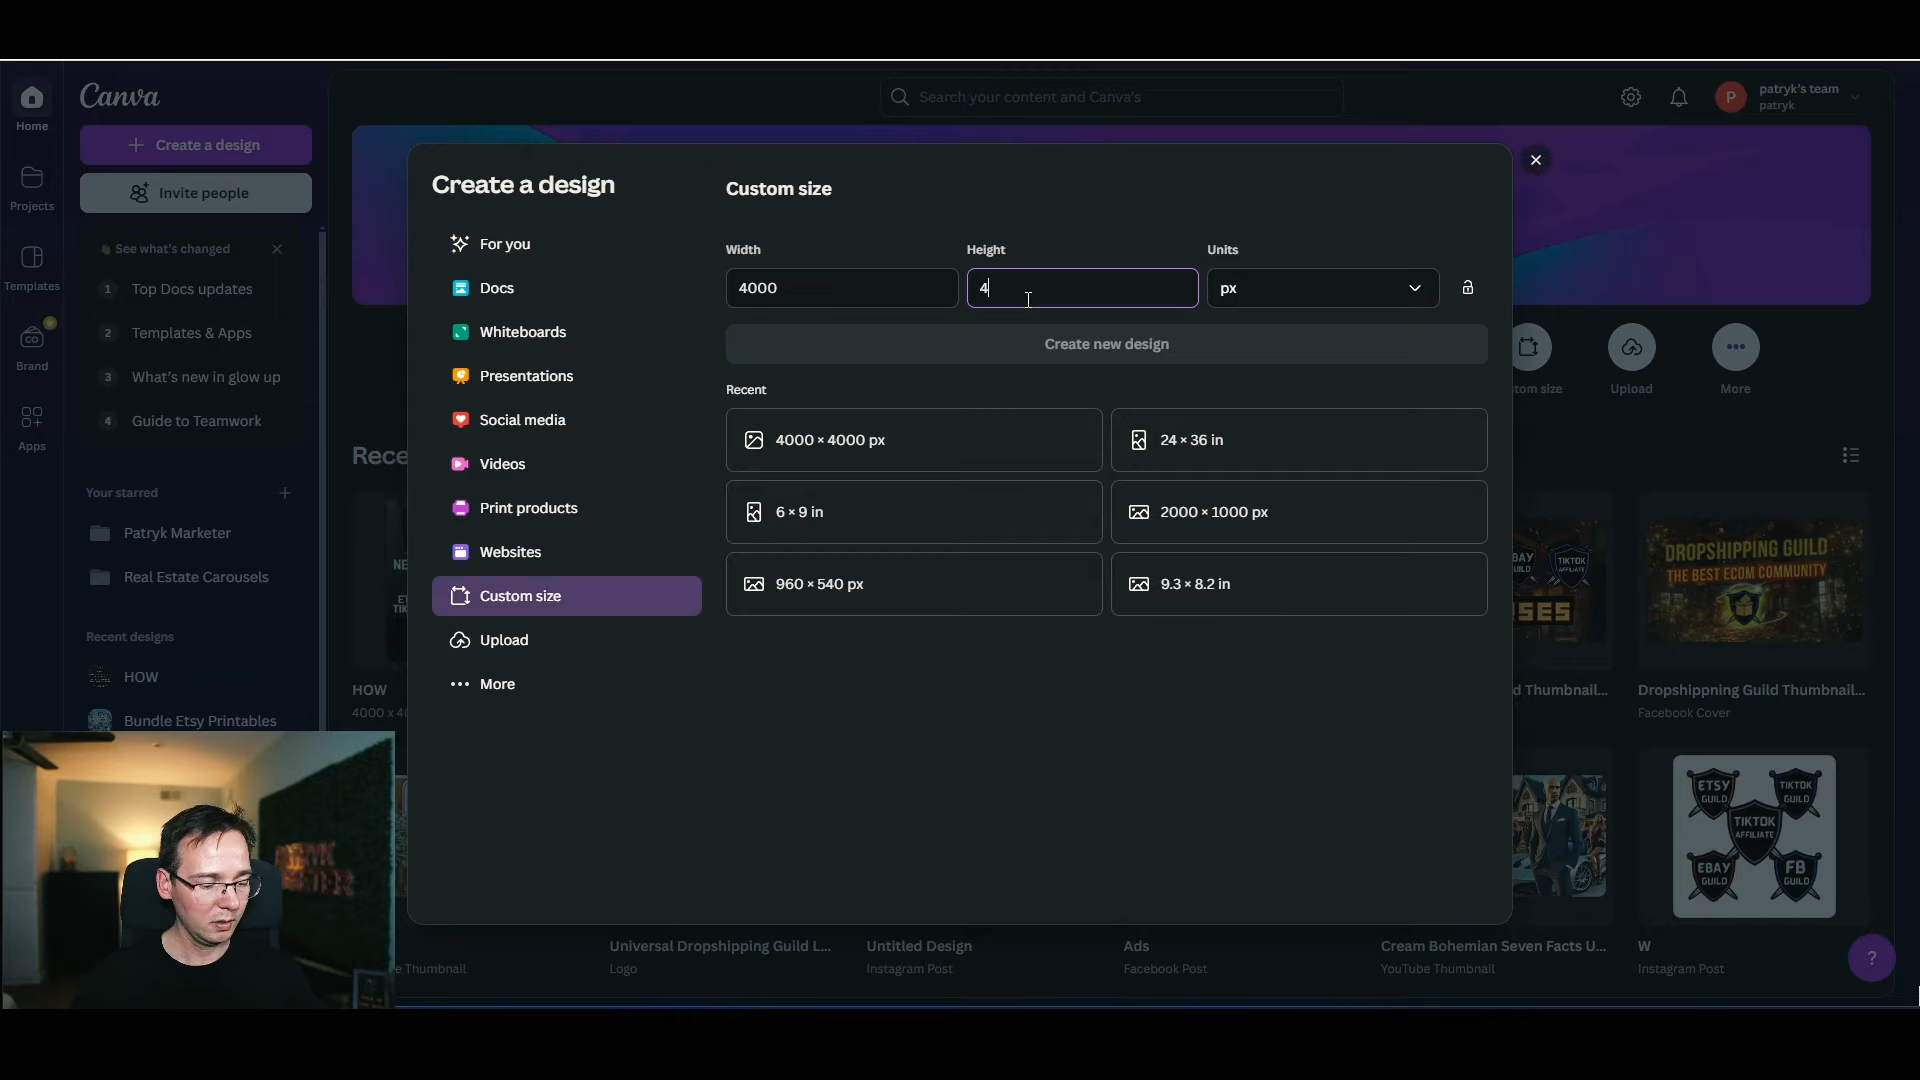 Canva
Search your content and Canva's
patryk's team
patryk
P
Home
Projects
Templates
Brand
Apps
Create a design
Invite people
See what's changed
1 Top Docs updates
2 Templates & Apps
3 What's new in glow up
4 Guide to Teamwork
Your starred
Patryk Marketer
Real Estate Carousels
Recent designs
HOW
Bundle Etsy Printables
Create a design
For you
Docs
Whiteboards
Presentations
Social media
Videos
Print products
Websites
Custom size
Upload
More
Custom size
Width
Height
Units
4000
4
px
Create new design
Recent
4000 × 4000 px
24 × 36 in
6 × 9 in
2000 × 1000 px
960 × 540 px
9.3 × 8.2 in
tom size
Upload
More
Rece
HOW
4000 x 40
d Thumbnail...
DROPSHIPPING GUILD
THE BEST ECOM COMMUNITY
Dropshippning Guild Thumbnail...
Facebook Cover
ETSY
GUILD
TIKTOK
GUILD
TIKTOK
AFFILIATE
EBAY
GUILD
FB
GUILD
e Thumbnail
Universal Dropshipping Guild L...
Logo
Untitled Design
Instagram Post
Ads
Facebook Post
Cream Bohemian Seven Facts U...
YouTube Thumbnail
W
Instagram Post
?